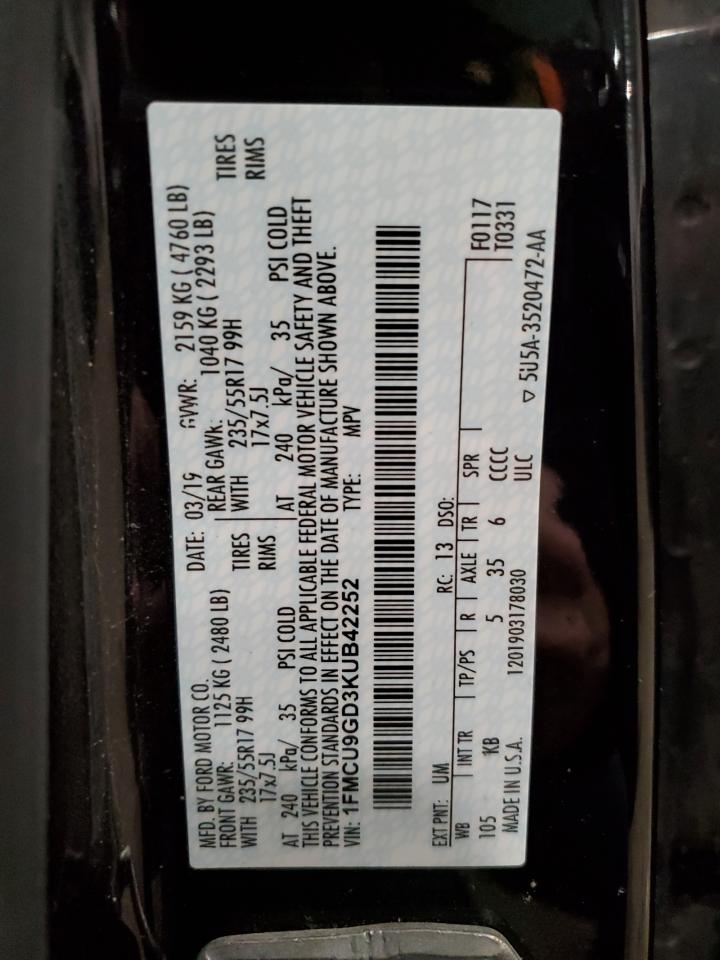 MFD. BY FORD MOTOR CO.
DATE: 03/19 GVWR: 2159 KG ( 4760 LB)
FRONT GAWR: 1125 KG ( 2480 LB) REAR GAWR: 1040 KG ( 2293 LB)
WITH 235/55R17 99H TIRES WITH 235/55R17 99H TIRES
17x7.5J RIMS 17x7.5J RIMS
AT 240 kPa/ 35 PSI COLD AT 240 kPa/ 35 PSI COLD
THIS VEHICLE CONFORMS TO ALL APPLICABLE FEDERAL MOTOR VEHICLE SAFETY AND THEFT
PREVENTION STANDARDS IN EFFECT ON THE DATE OF MANUFACTURE SHOWN ABOVE.
VIN: 1FMCU9GD3KUB42252 TYPE: MPV
EXT PNT: UM RC: 13 DSO:
WB INT TR TP/PS R AXLE TR SPR F0117
105 KB 5 35 6 CCCC T0331
MADE IN U.S.A. 1201903178030 ULC
▽ 5U5A-3520472-AA